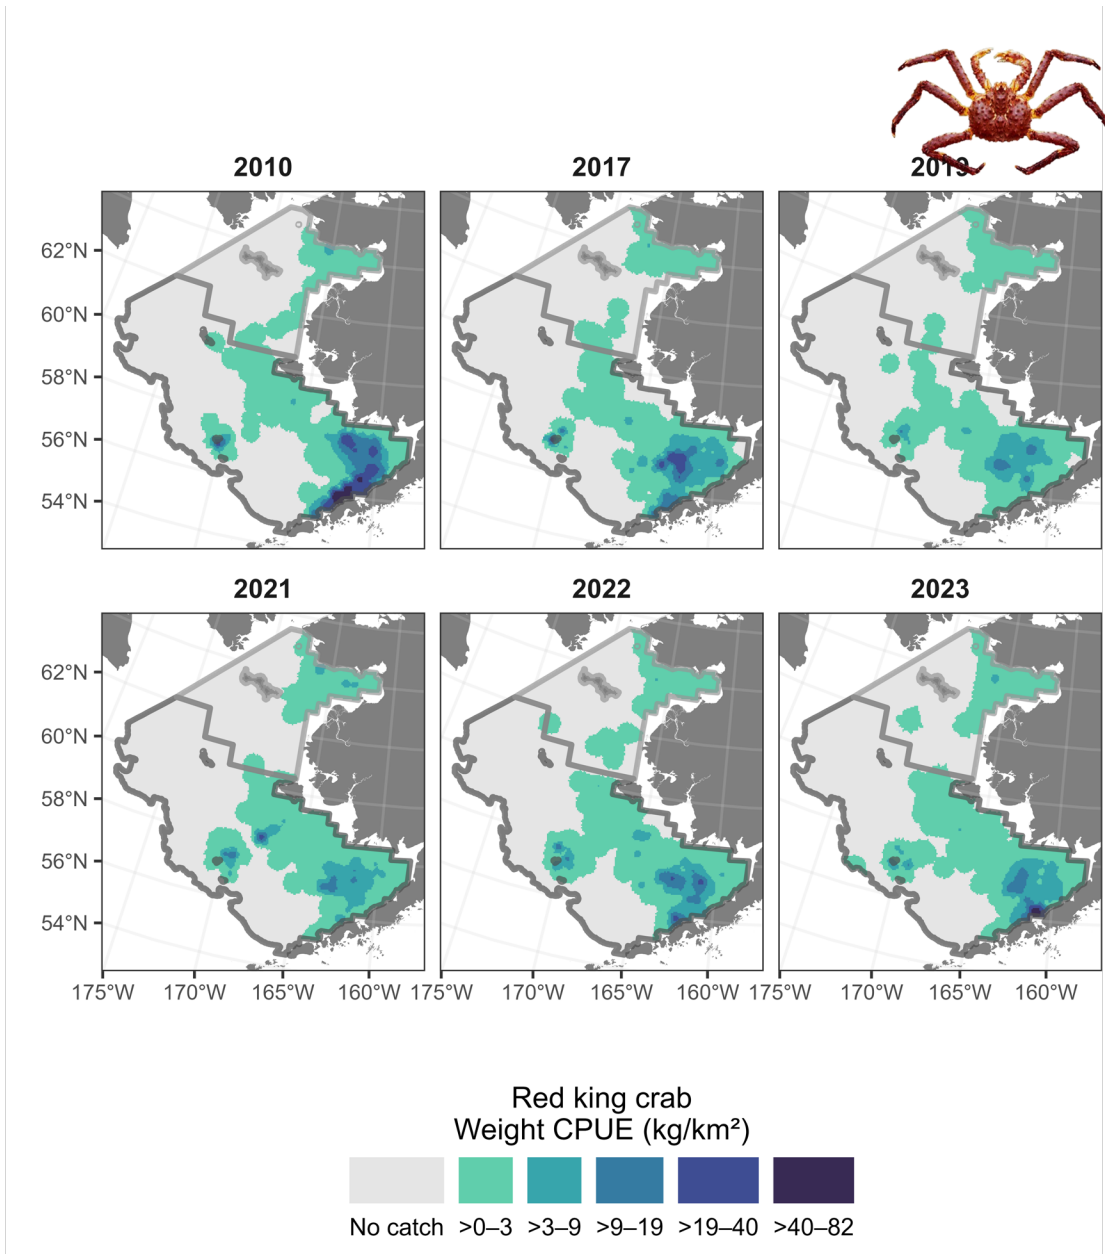 2010
2017
2019
62°N
60°N
58°N
56°N
54°N
2021
2022
2023
62°N
60°N
58°N
56°N
54°N
175°W 170°W 165°W 160°W 175°W 170°W 165°W 160°W 175°W 170°W 165°W 160°W
Red king crab
Weight CPUE (kg/km²)
No catch >0–3 >3–9 >9–19 >19–40 >40–82